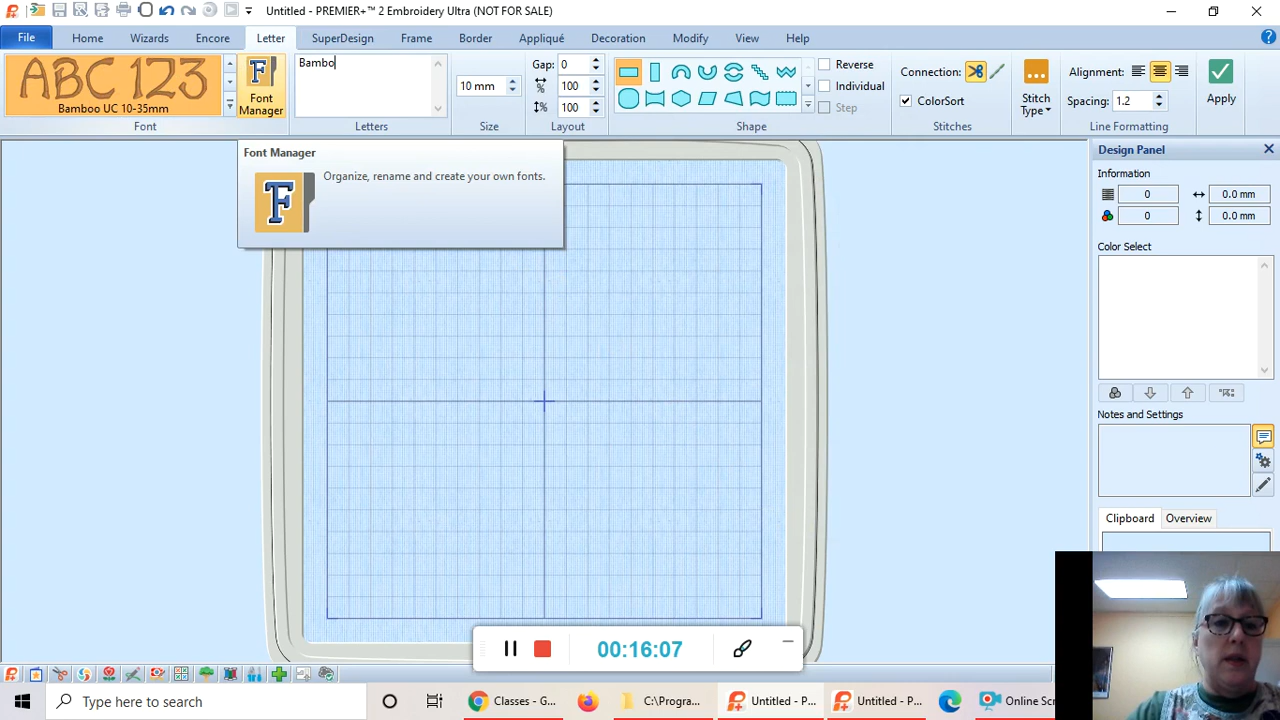 Untitled - PREMIER+™ 2 Embroidery Ultra (NOT FOR SALE)
File Home Wizards Encore Letter SuperDesign Frame Border Appliqué Decoration Modify View Help
ABC 123
Bamboo UC 10-35mm
Font Manager
Bambo
10 mm
Gap: 0
100
100
Reverse
Individual
Step
Connection:
ColorSort
Stitch Type
Alignment:
Spacing: 1.2
Apply
Font Letters Size Layout Shape Stitches Line Formatting
Font Manager
Organize, rename and create your own fonts.
Design Panel
Information
0 0.0 mm
0 0.0 mm
Color Select
Notes and Settings
Clipboard Overview
00:16:07
Type here to search
Classes - G...
C:\Progra...
Untitled - P...
Untitled - P...
Online Scr